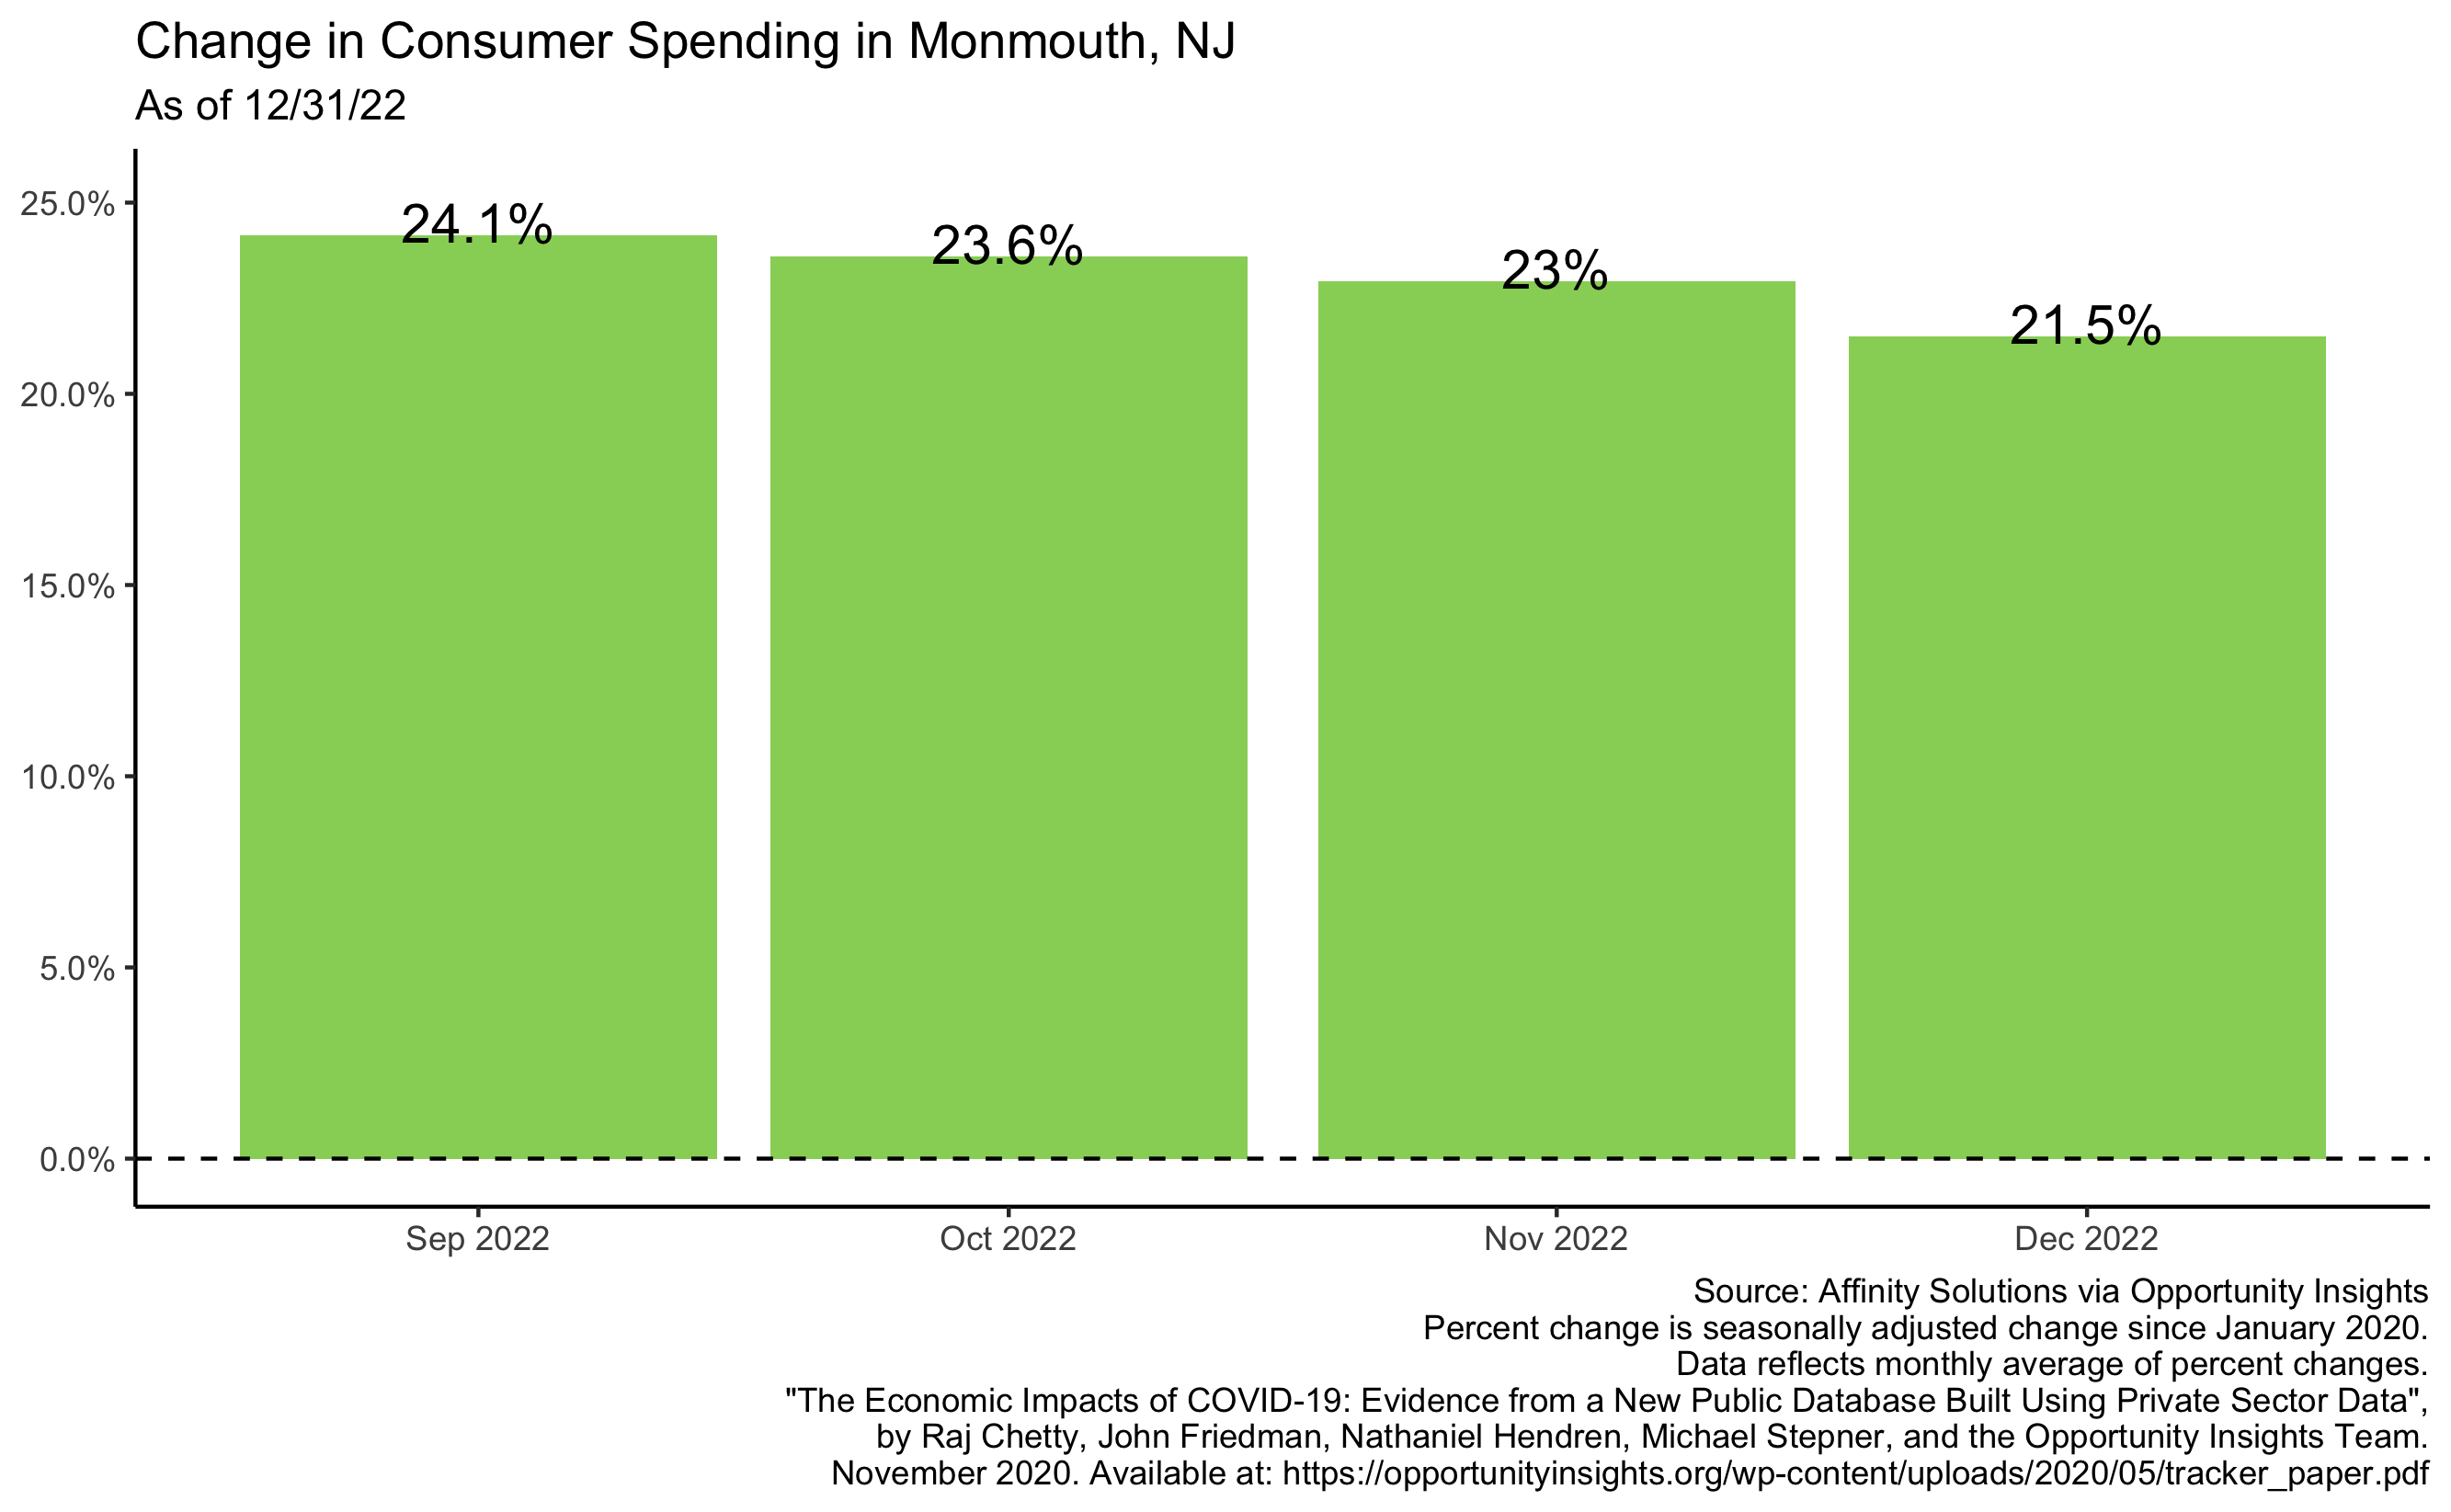 Change in Consumer Spending in Monmouth, NJ
As of 12/31/22
25.0%
20.0%
15.0%
10.0%
5.0%
0.0%
24.1%
23.6%
23%
21.5%
Sep 2022
Oct 2022
Nov 2022
Dec 2022
Source: Affinity Solutions via Opportunity Insights
Percent change is seasonally adjusted change since January 2020.
Data reflects monthly average of percent changes.
"The Economic Impacts of COVID-19: Evidence from a New Public Database Built Using Private Sector Data",
by Raj Chetty, John Friedman, Nathaniel Hendren, Michael Stepner, and the Opportunity Insights Team.
November 2020. Available at: https://opportunityinsights.org/wp-content/uploads/2020/05/tracker_paper.pdf